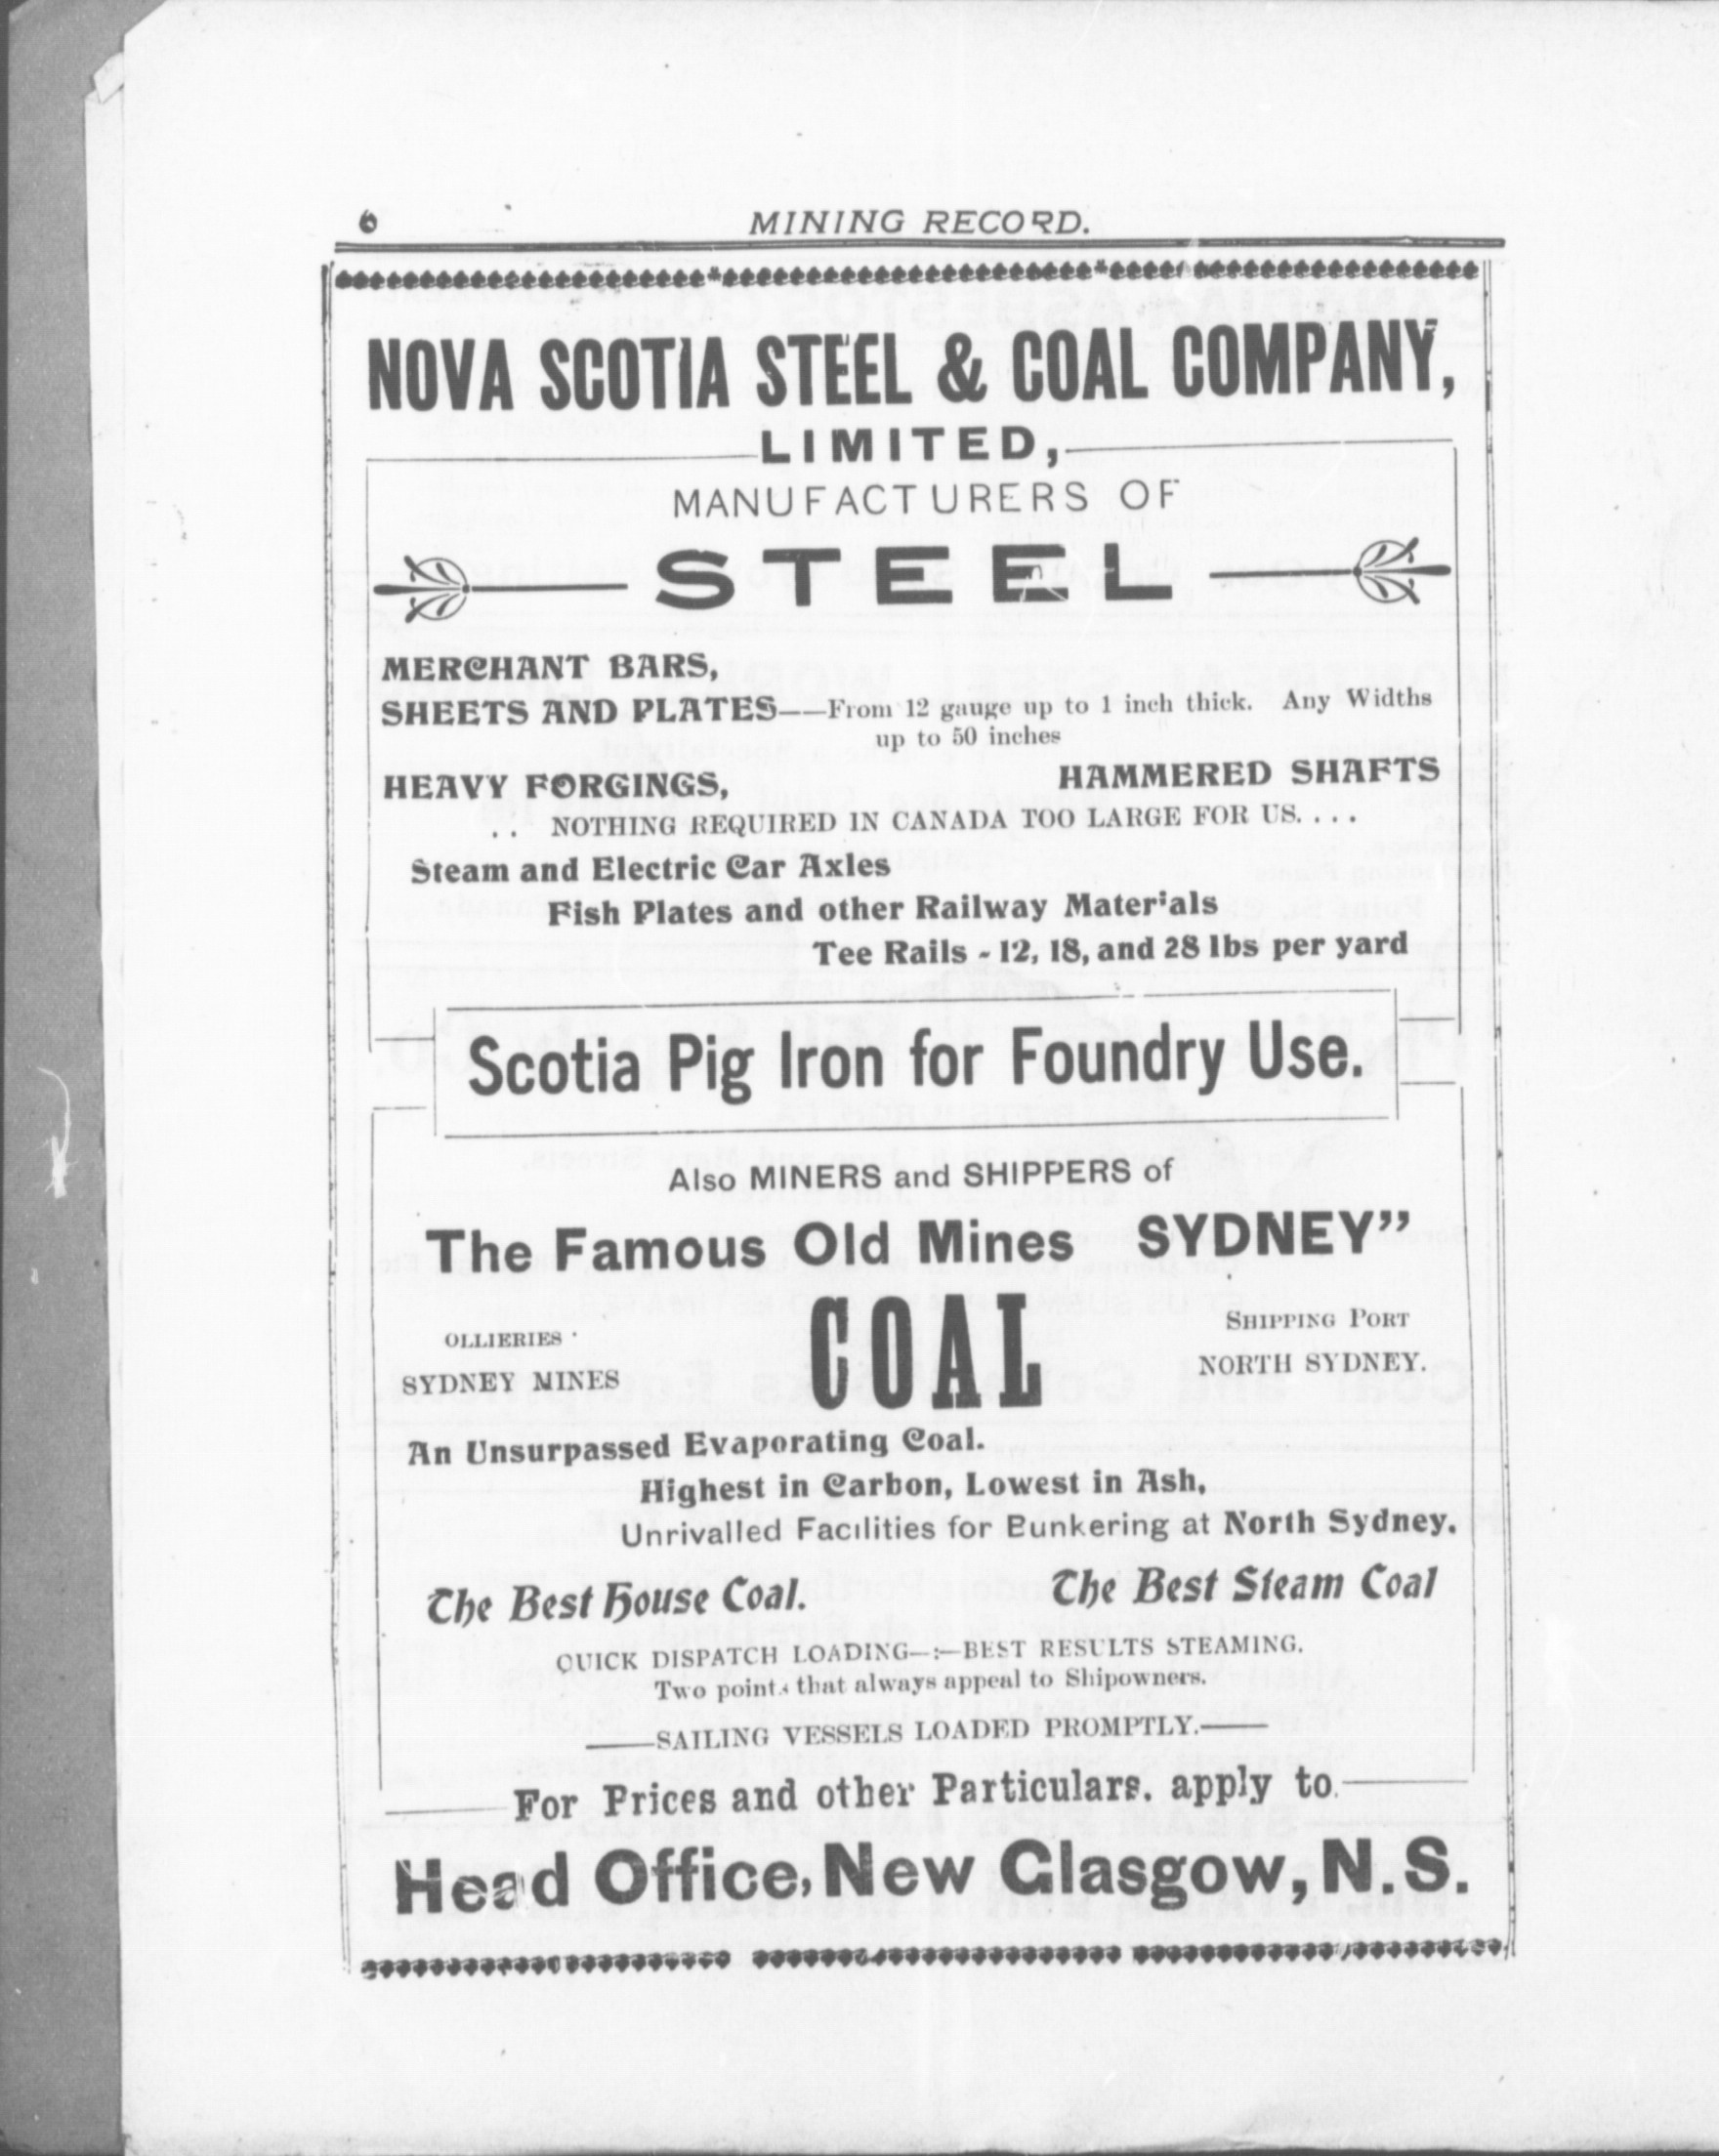 6 MINING RECORD.
NOVA SCOTIA STEEL & COAL COMPANY,
LIMITED,
MANUFACTURERS OF
STEEL
MERCHANT BARS,
SHEETS AND PLATES——From 12 gauge up to 1 inch thick. Any Widths
up to 50 inches
HEAVY FORGINGS, HAMMERED SHAFTS
. . NOTHING REQUIRED IN CANADA TOO LARGE FOR US. . . .
Steam and Electric Car Axles
Fish Plates and other Railway Materials
Tee Rails - 12, 18, and 28 lbs per yard
Scotia Pig Iron for Foundry Use.
Also MINERS and SHIPPERS of
The Famous Old Mines SYDNEY”
COAL
OLLIERIES
SYDNEY MINES
SHIPPING PORT
NORTH SYDNEY.
An Unsurpassed Evaporating Coal.
Highest in Carbon, Lowest in Ash,
Unrivalled Facilities for Bunkering at North Sydney.
The Best House Coal. The Best Steam Coal
QUICK DISPATCH LOADING—:—BEST RESULTS STEAMING.
Two points that always appeal to Shipowners.
——SAILING VESSELS LOADED PROMPTLY.——
For Prices and other Particulars. apply to
Head Office, New Glasgow, N.S.